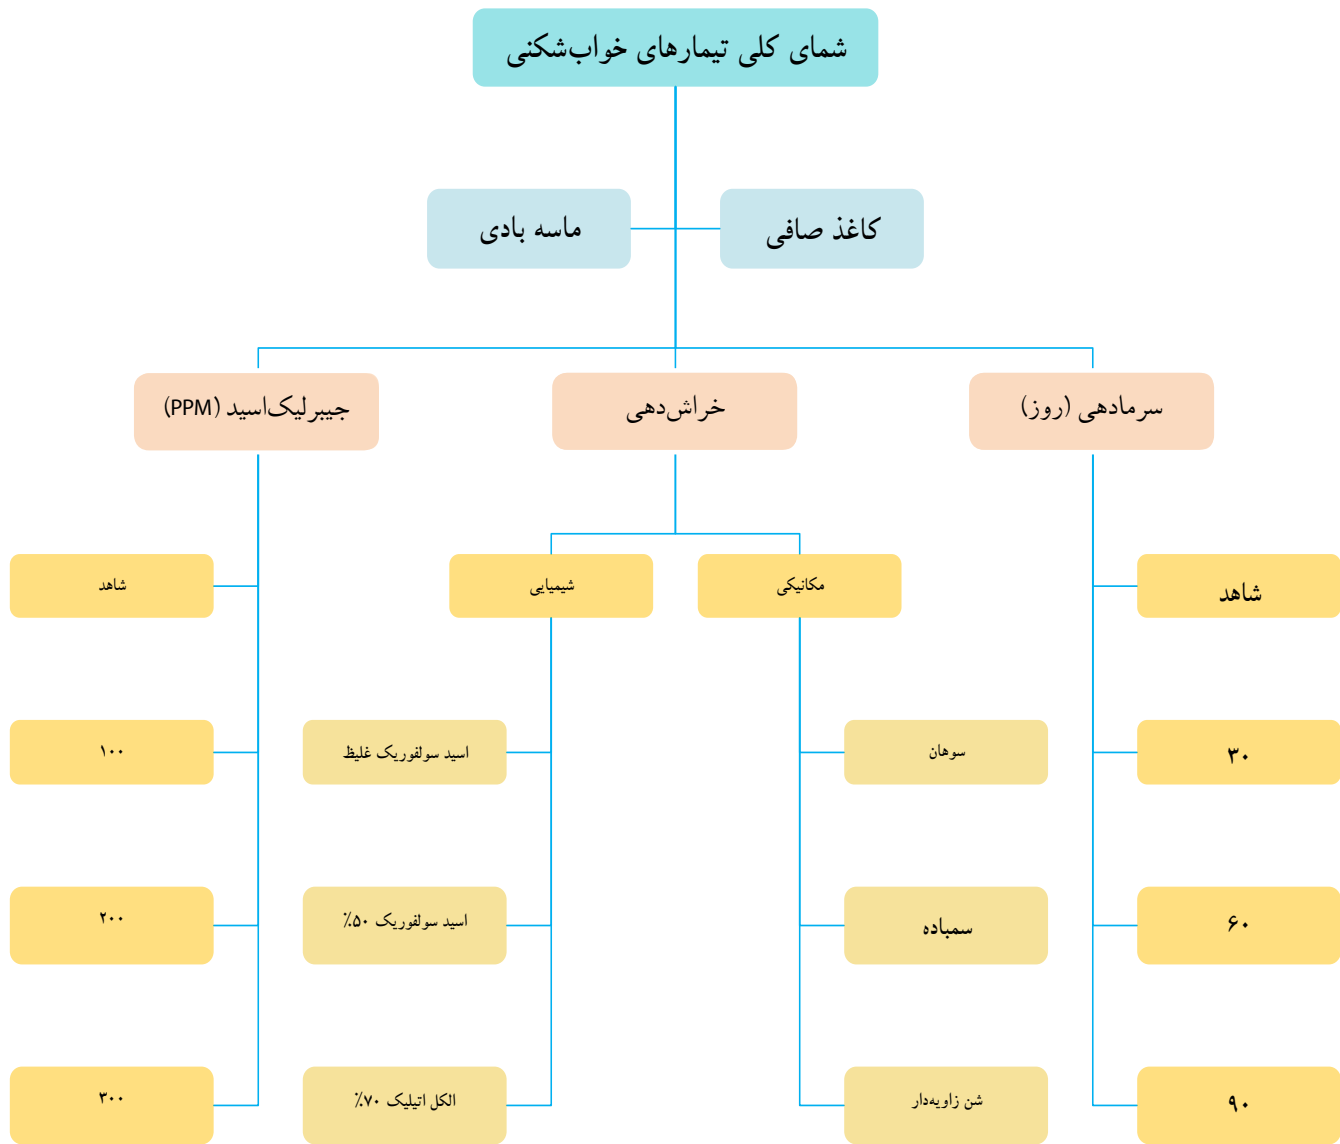 شمای کلی تیمارهای خواب‌شکنی
کاغذ صافی
ماسه بادی
سرمادهی (روز)
خراش‌دهی
جیبرلیک‌اسید (PPM)
شاهد
مکانیکی
شیمیایی
شاهد
۳۰
سوهان
اسید سولفوریک غلیظ
۱۰۰
۶۰
سمباده
اسید سولفوریک ۵۰٪
۲۰۰
۹۰
شن زاویه‌دار
الکل اتیلیک ۷۰٪
۳۰۰